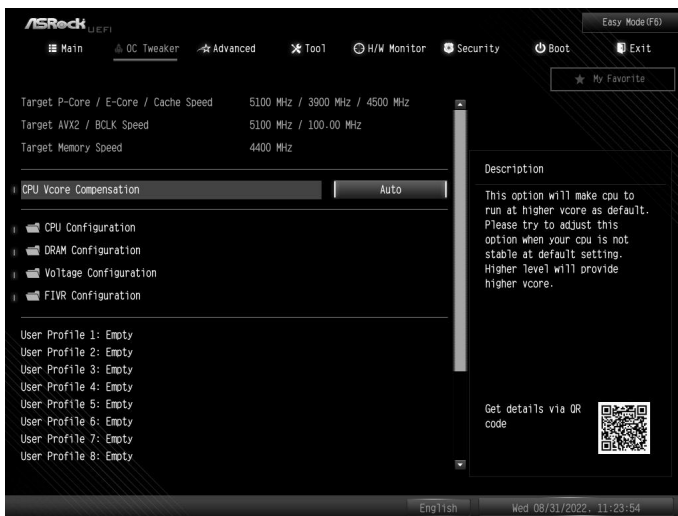 ASRock UEFI
Easy Mode(F6)
Main OC Tweaker Advanced Tool H/W Monitor Security Boot Exit
My Favorite
Target P-Core / E-Core / Cache Speed 5100 MHz / 3900 MHz / 4500 MHz
Target AVX2 / BCLK Speed 5100 MHz / 100.00 MHz
Target Memory Speed 4400 MHz
CPU Vcore Compensation Auto
CPU Configuration
DRAM Configuration
Voltage Configuration
FIVR Configuration
User Profile 1: Empty
User Profile 2: Empty
User Profile 3: Empty
User Profile 4: Empty
User Profile 5: Empty
User Profile 6: Empty
User Profile 7: Empty
User Profile 8: Empty
Description
This option will make cpu to
run at higher vcore as default.
Please try to adjust this
option when your cpu is not
stable at default setting.
Higher level will provide
higher vcore.
Get details via QR
code
English
Wed 08/31/2022. 11:23:54